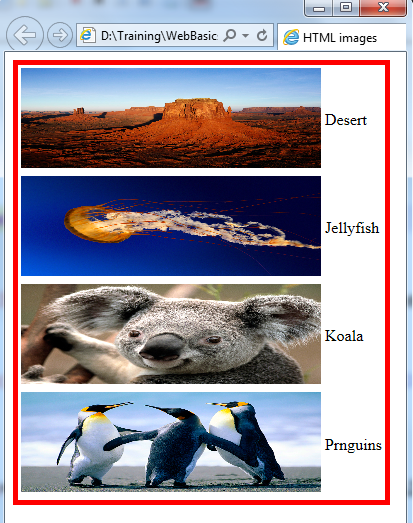 D:\Training\WebBasic
HTML images
Desert
Jellyfish
Koala
Prnguins